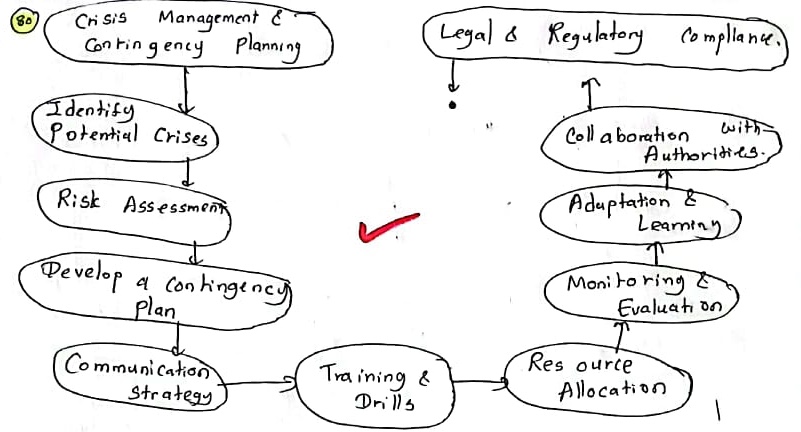 80
Crisis Management &
Contingency Planning
Identify
Potential Crises
Risk Assessment
Develop a Contingency
Plan
Communication
Strategy
Training &
Drills
Resource
Allocation
Monitoring &
Evaluation
Adaptation &
Learning
Collaboration with
Authorities.
Legal & Regulatory Compliance.